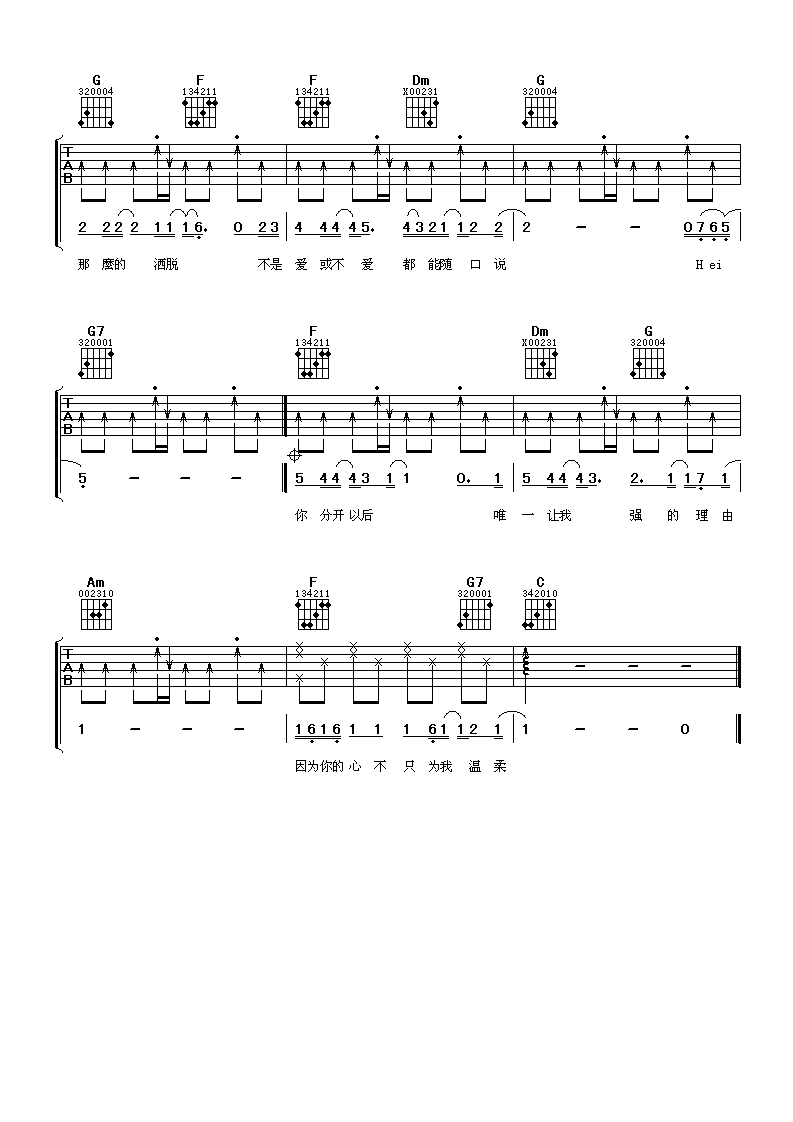 G F F Dm G
320004 134211 134211 X00231 320004
T
A
B
2 22 2 11 16. 0 23 4 44 45. 4321 12 2 2 - - 0765
那 麼的 洒脱 不是 爱 或不 爱 都 能随 口 说 Hei
G7 F Dm G
320001 134211 X00231 320004
T
A
B
5 - - - 5 44 43 1 1 0. 1 5 44 43. 2. 1 17 1
你 分开以后 唯 一 让我 强 的 理 由
Am F G7 C
002310 134211 320001 342010
T
A
B
1 - - - 1616 1 1 1 61 12 1 1 - - 0
因为你的 心 不 只 为我 温 柔